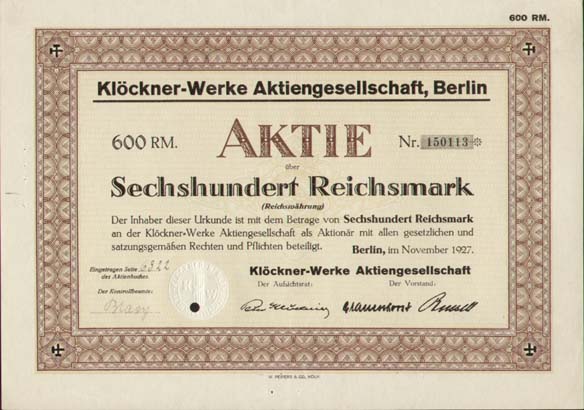 600 RM.
Klöckner-Werke Aktiengesellschaft, Berlin
600 RM. AKTIE Nr. 150113*
über
Sechshundert Reichsmark
(Reichswährung)
Der Inhaber dieser Urkunde ist mit dem Betrage von Sechshundert Reichsmark
an der Klöckner-Werke Aktiengesellschaft als Aktionär mit allen gesetzlichen und
satzungsgemäßen Rechten und Pflichten beteiligt. Berlin, im November 1927.
Eingetragen Seite 6322
des Aktienbuches
Klöckner-Werke Aktiengesellschaft
Der Aufsichtsrat: Der Vorstand:
Der Kontrollbeamte: